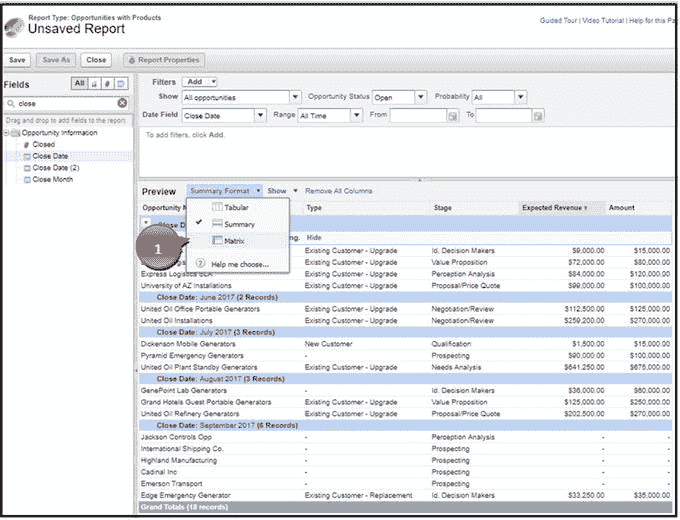 Report Type: Opportunities with Products
Unsaved Report
Guided Tour | Video Tutorial | Help for this Pa
Save Save As Close Report Properties
Fields All #
close
Drag and drop to add fields to the report.
Opportunity Information
# Closed
Close Date
Close Date (2)
Close Month
Filters Add
Show All opportunities Opportunity Status Open Probability All
Date Field Close Date Range All Time From To
To add filters, click Add.
Preview Summary Format Show Remove All Columns
Tabular
Summary
Matrix
Help me choose...
1
Opportunity Type Stage Expected Revenue ↑ Amount
Close D
Hide
Existing Customer - Upgrade Id. Decision Makers $9,000.00 $15,000.00
Existing Customer - Upgrade Value Proposition $72,000.00 $80,000.00
Express Logistics SLA Existing Customer - Upgrade Perception Analysis $84,000.00 $120,000.00
University of AZ Installations Existing Customer - Upgrade Proposal/Price Quote $99,000.00 $100,000.00
Close Date: June 2017 (2 Records)
United Oil Office Portable Generators Existing Customer - Upgrade Negotiation/Review $112,500.00 $125,000.00
United Oil Installations Existing Customer - Upgrade Negotiation/Review $259,200.00 $270,000.00
Close Date: July 2017 (3 Records)
Dickenson Mobile Generators New Customer Qualification $1,500.00 $15,000.00
Pyramid Emergency Generators - Prospecting $90,000.00 $100,000.00
United Oil Plant Standby Generators Existing Customer - Upgrade Needs Analysis $641,250.00 $675,000.00
Close Date: August 2017 (3 Records)
GenePoint Lab Generators - Id. Decision Makers $36,000.00 $60,000.00
Grand Hotels Guest Portable Generators Existing Customer - Upgrade Value Proposition $125,000.00 $250,000.00
United Oil Refinery Generators Existing Customer - Upgrade Proposal/Price Quote $202,500.00 $270,000.00
Close Date: September 2017 (6 Records)
Jackson Controls Opp - Perception Analysis - -
International Shipping Co. - Prospecting - -
Highland Manufacturing - Prospecting - -
Cadinal Inc - Prospecting - -
Emerson Transport - Prospecting - -
Edge Emergency Generator Existing Customer - Replacement Id. Decision Makers $33,250.00 $35,000.00
Grand Totals (18 records)